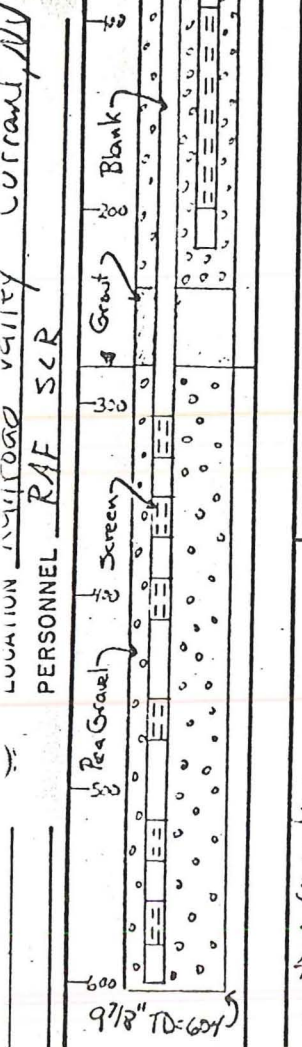 LOCATION Railroad Valley Currant, NV
PERSONNEL RAF SCR
Blank
200
Grout
300
Screen
400
Pea Gravel
500
600
9 7/8" TD=604'